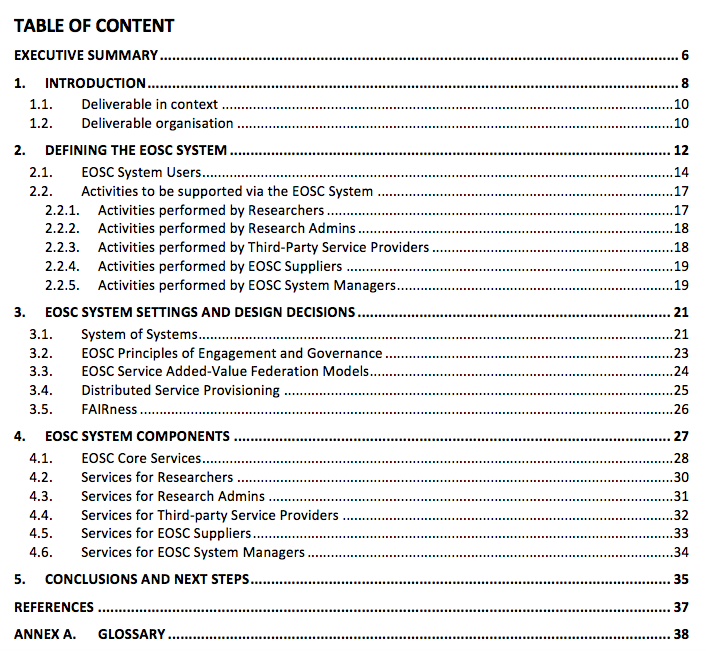 TABLE OF CONTENT
EXECUTIVE SUMMARY ........ 6
1. INTRODUCTION ........ 8
1.1. Deliverable in context ........ 10
1.2. Deliverable organisation ........ 10
2. DEFINING THE EOSC SYSTEM ........ 12
2.1. EOSC System Users ........ 14
2.2. Activities to be supported via the EOSC System ........ 17
2.2.1. Activities performed by Researchers ........ 17
2.2.2. Activities performed by Research Admins ........ 18
2.2.3. Activities performed by Third-Party Service Providers ........ 18
2.2.4. Activities performed by EOSC Suppliers ........ 19
2.2.5. Activities performed by EOSC System Managers ........ 19
3. EOSC SYSTEM SETTINGS AND DESIGN DECISIONS ........ 21
3.1. System of Systems ........ 21
3.2. EOSC Principles of Engagement and Governance ........ 23
3.3. EOSC Service Added-Value Federation Models ........ 24
3.4. Distributed Service Provisioning ........ 25
3.5. FAIRness ........ 26
4. EOSC SYSTEM COMPONENTS ........ 27
4.1. EOSC Core Services ........ 28
4.2. Services for Researchers ........ 30
4.3. Services for Research Admins ........ 31
4.4. Services for Third-party Service Providers ........ 32
4.5. Services for EOSC Suppliers ........ 33
4.6. Services for EOSC System Managers ........ 34
5. CONCLUSIONS AND NEXT STEPS ........ 35
REFERENCES ........ 37
ANNEX A. GLOSSARY ........ 38